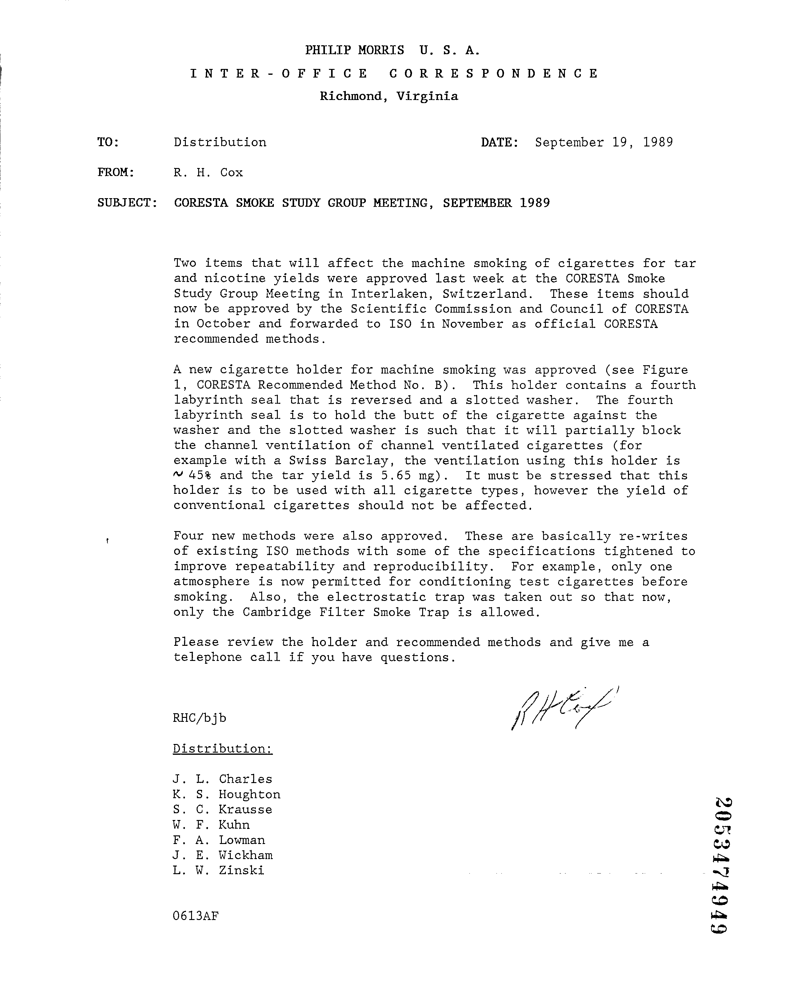 PHILIP MORRIS U. S. A.
INTER-OFFICE CORRESPONDENCE
Richmond, Virginia
TO: Distribution DATE: September 19, 1989
FROM: R. H. Cox
SUBJECT: CORESTA SMOKE STUDY GROUP MEETING, SEPTEMBER 1989
Two items that will affect the machine smoking of cigarettes for tar
and nicotine yields were approved last week at the CORESTA Smoke
Study Group Meeting in Interlaken, Switzerland. These items should
now be approved by the Scientific Commission and Council of CORESTA
in October and forwarded to ISO in November as official CORESTA
recommended methods.
A new cigarette holder for machine smoking was approved (see Figure
1, CORESTA Recommended Method No. B). This holder contains a fourth
labyrinth seal that is reversed and a slotted washer. The fourth
labyrinth seal is to hold the butt of the cigarette against the
washer and the slotted washer is such that it will partially block
the channel ventilation of channel ventilated cigarettes (for
example with a Swiss Barclay, the ventilation using this holder is
~ 45% and the tar yield is 5.65 mg). It must be stressed that this
holder is to be used with all cigarette types, however the yield of
conventional cigarettes should not be affected.
Four new methods were also approved. These are basically re-writes
of existing ISO methods with some of the specifications tightened to
improve repeatability and reproducibility. For example, only one
atmosphere is now permitted for conditioning test cigarettes before
smoking. Also, the electrostatic trap was taken out so that now,
only the Cambridge Filter Smoke Trap is allowed.
Please review the holder and recommended methods and give me a
telephone call if you have questions.
RHCox
RHC/bjb
Distribution:
J. L. Charles
K. S. Houghton
S. C. Krausse
W. F. Kuhn
F. A. Lowman
J. E. Wickham
L. W. Zinski
0613AF
2053474949